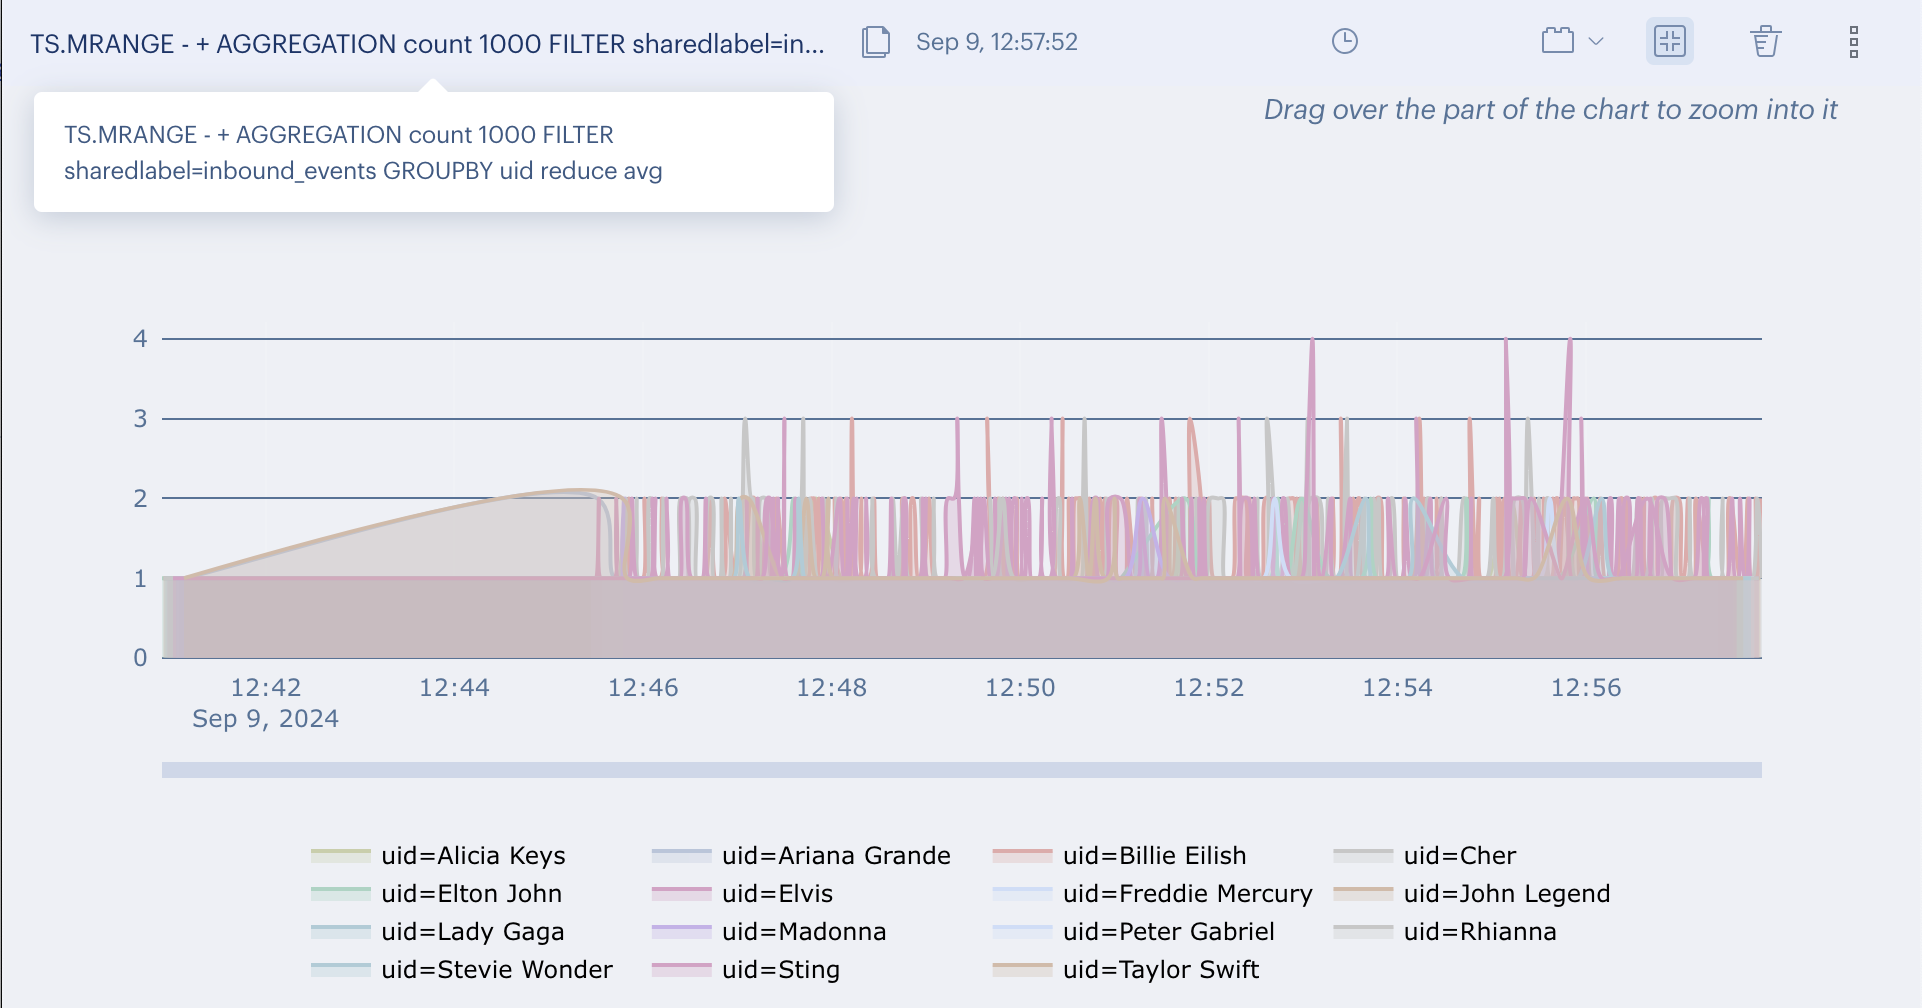 TS.MRANGE - + AGGREGATION count 1000 FILTER sharedlabel=in...
Sep 9, 12:57:52
TS.MRANGE - + AGGREGATION count 1000 FILTER
sharedlabel=inbound_events GROUPBY uid reduce avg
Drag over the part of the chart to zoom into it
4
3
2
1
0
12:42 12:44 12:46 12:48 12:50 12:52 12:54 12:56
Sep 9, 2024
uid=Alicia Keys uid=Ariana Grande uid=Billie Eilish uid=Cher
uid=Elton John uid=Elvis uid=Freddie Mercury uid=John Legend
uid=Lady Gaga uid=Madonna uid=Peter Gabriel uid=Rhianna
uid=Stevie Wonder uid=Sting uid=Taylor Swift